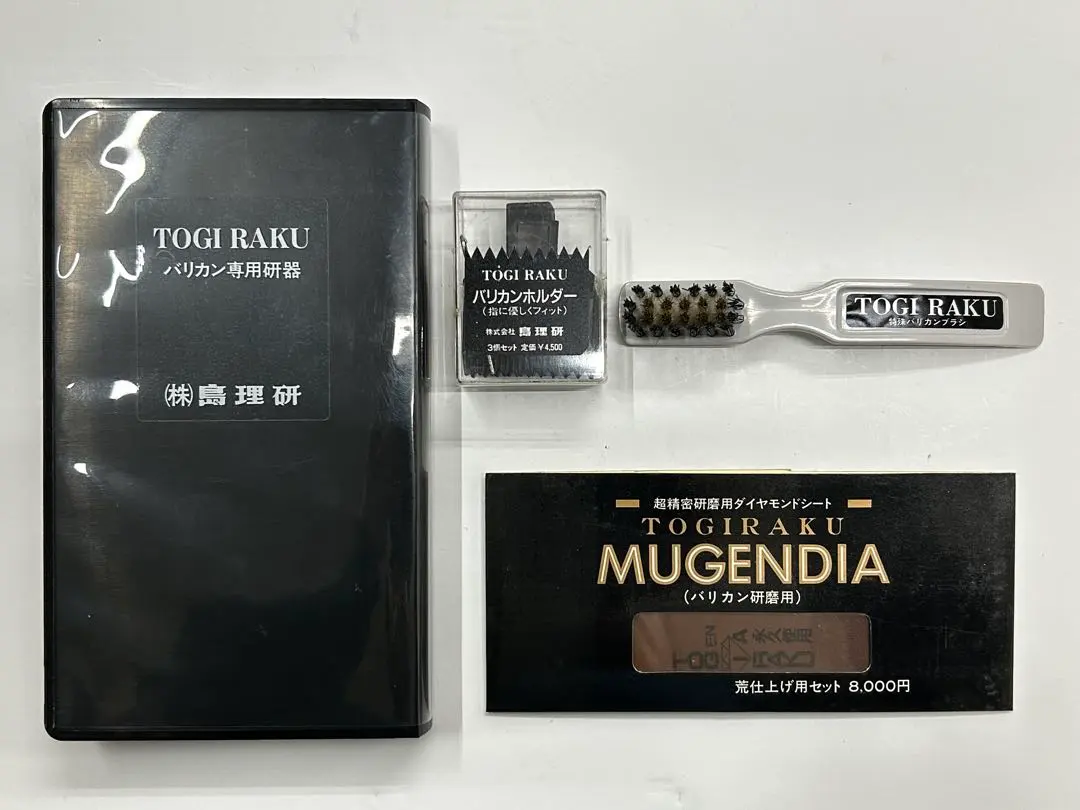 TOGI RAKU
バリカン専用研器
㈱島理研
TOGI RAKU
バリカンホルダー
(指に優しくフィット)
株式会社 島理研
3個セット 定価¥4,500
TOGI RAKU
特殊バリカンブラシ
超精密研磨用ダイヤモンドシート
TOGIRAKU
MUGENDIA
(バリカン研磨用)
永久使用
荒仕上げ用セット 8,000円